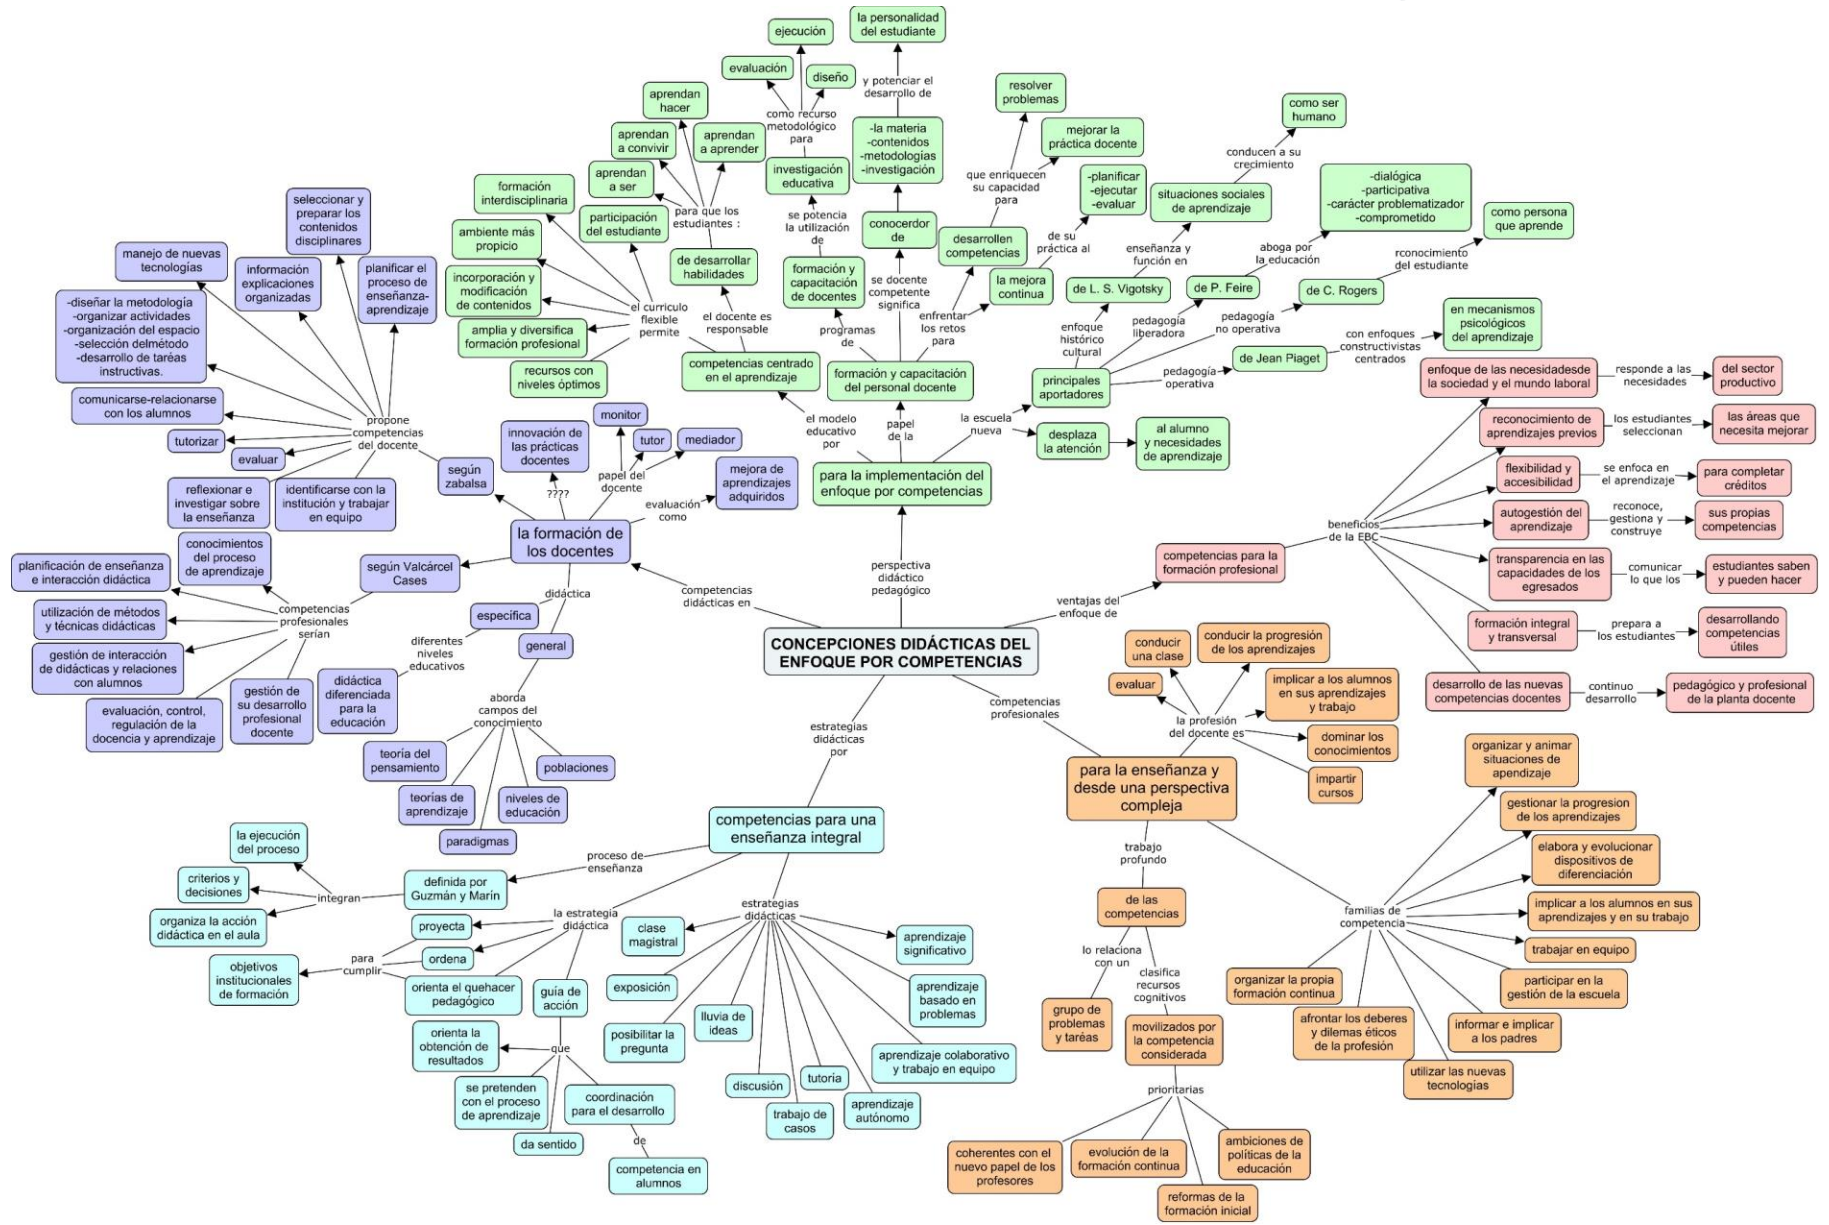 CONCEPCIONES DIDÁCTICAS DEL
ENFOQUE POR COMPETENCIAS
perspectiva
didáctico
pedagógico
para la implementación del
enfoque por competencias
el modelo
educativo
por
competencias centrado
en el aprendizaje
el curriculo
flexible
permite
formación
interdisciplinaria
participación
del estudiante
ambiente más
propicio
incorporación y
modificación
de contenidos
amplia y diversifica
formación profesional
recursos con
niveles óptimos
el docente es
responsable
de desarrollar
habilidades
para que los
estudiantes :
aprendan
hacer
aprendan
a convivir
aprendan
a aprender
aprendan
a ser
papel
de la
formación y capacitación
del personal docente
programas
de
formación y
capacitación
de docentes
se potencia
la utilización
de
investigación
educativa
como recurso
metodológico
para
evaluación
ejecución
diseño
se docente
competente
significa
conocerdor
de
-la materia
-contenidos
-metodologías
-investigación
y potenciar el
desarrollo de
la personalidad
del estudiante
enfrentar
los retos
para
desarrollen
competencias
que enriquecen
su capacidad
para
resolver
problemas
mejorar la
práctica docente
la mejora
continua
de su
práctica al
-planificar
-ejecutar
-evaluar
la escuela
nueva
principales
aportadores
enfoque
histórico
cultural
de L. S. Vigotsky
enseñanza y
función en
situaciones sociales
de aprendizaje
conducen a su
crecimiento
como ser
humano
pedagogía
liberadora
de P. Feire
aboga por
la educación
-dialógica
-participativa
-carácter problematizador
-comprometido
pedagogía
no operativa
de C. Rogers
rconocimiento
del estudiante
como persona
que aprende
pedagogía
operativa
de Jean Piaget
con enfoques
constructivistas
centrados
en mecanismos
psicológicos
del aprendizaje
desplaza
la atención
al alumno
y necesidades
de aprendizaje
competencias
didácticas en
la formación de
los docentes
según
zabalsa
propone
competencias
del docente
seleccionar y
preparar los
contenidos
disciplinares
manejo de nuevas
tecnologías
información
explicaciones
organizadas
planificar el
proceso de
enseñanza-
aprendizaje
-diseñar la metodología
-organizar actividades
-organización del espacio
-selección delmétodo
-desarrollo de taréas
instructivas.
comunicarse-relacionarse
con los alumnos
tutorizar
evaluar
reflexionar e
investigar sobre
la enseñanza
identificarse con la
institución y trabajar
en equipo
????
innovación de
las prácticas
docentes
papel del
docente
monitor
tutor
mediador
evaluación
como
mejora de
aprendizajes
adquiridos
según Valcárcel
Cases
competencias
profesionales
serían
conocimientos
del proceso
de aprendizaje
planificación de enseñanza
e interacción didáctica
utilización de métodos
y técnicas didácticas
gestión de interacción
de didácticas y relaciones
con alumnos
evaluación, control,
regulación de la
docencia y aprendizaje
gestión de
su desarrollo
profesional
docente
didáctica
específica
diferentes
niveles
educativos
didáctica
diferenciada
para la
educación
general
aborda
campos del
conocimiento
teoría del
pensamiento
teorías de
aprendizaje
paradigmas
niveles de
educación
poblaciones
ventajas del
enfoque de
competencias para la
formación profesional
beneficios
de la EBC
enfoque de las necesidadesde
la sociedad y el mundo laboral
responde a las
necesidades
del sector
productivo
reconocimiento de
aprendizajes previos
los estudiantes
seleccionan
las áreas que
necesita mejorar
flexibilidad y
accesibilidad
se enfoca en
el aprendizaje
para completar
créditos
autogestión del
aprendizaje
reconoce,
gestiona y
construye
sus propias
competencias
transparencia en las
capacidades de los
egresados
comunicar
lo que los
estudiantes saben
y pueden hacer
formación integral
y transversal
prepara a
los estudiantes
desarrollando
competencias
útiles
desarrollo de las nuevas
competencias docentes
continuo
desarrollo
pedagógico y profesional
de la planta docente
competencias
profesionales
para la enseñanza y
desde una perspectiva
compleja
la profesión
del docente es
evaluar
conducir
una clase
conducir la progresión
de los aprendizajes
implicar a los alumnos
en sus aprendizajes
y trabajo
dominar los
conocimientos
impartir
cursos
trabajo
profundo
de las
competencias
lo relaciona
con un
grupo de
problemas
y taréas
clasifica
recursos
cognitivos
movilizados por
la competencia
considerada
prioritarias
coherentes con el
nuevo papel de los
profesores
evolución de la
formación continua
reformas de la
formación inicial
ambiciones de
políticas de la
educación
familias de
competencia
organizar y animar
situaciones de
apendizaje
gestionar la progresion
de los aprendizajes
elabora y evolucionar
dispositivos de
diferenciación
implicar a los alumnos en sus
aprendizajes y en su trabajo
trabajar en equipo
participar en la
gestión de la escuela
informar e implicar
a los padres
utilizar las nuevas
tecnologías
afrontar los deberes
y dilemas éticos
de la profesión
organizar la propia
formación continua
estrategias
didácticas
por
competencias para una
enseñanza integral
proceso de
enseñanza
definida por
Guzmán y Marín
integran
la ejecución
del proceso
criterios y
decisiones
organiza la acción
didáctica en el aula
la estrategia
didáctica
proyecta
ordena
orienta el quehacer
pedagógico
para
cumplir
objetivos
institucionales
de formación
guía de
acción
que
orienta la
obtención de
resultados
se pretenden
con el proceso
de aprendizaje
da sentido
coordinación
para el desarrollo
de
competencia en
alumnos
estrategias
didácticas
clase
magistral
exposición
posibilitar la
pregunta
lluvia de
ideas
discusión
trabajo de
casos
tutoría
aprendizaje
autónomo
aprendizaje colaborativo
y trabajo en equipo
aprendizaje
basado en
problemas
aprendizaje
significativo